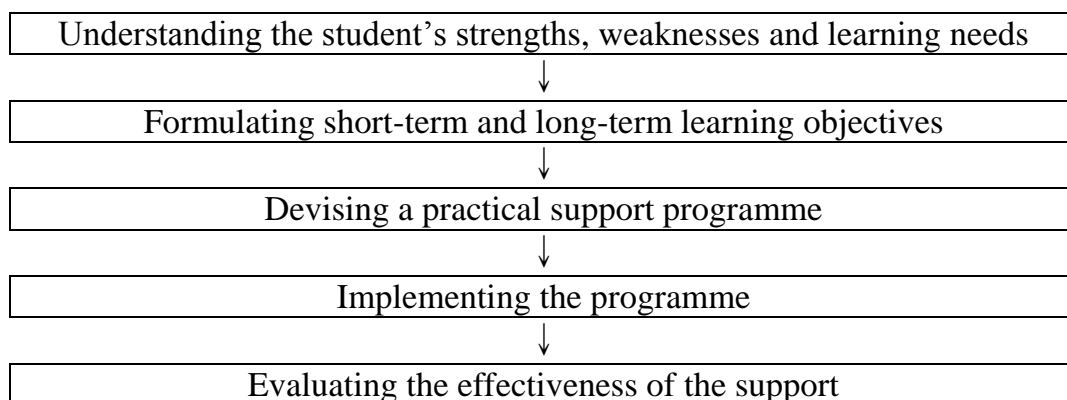 Understanding the student’s strengths, weaknesses and learning needs
Formulating short-term and long-term learning objectives
Devising a practical support programme
Implementing the programme
Evaluating the effectiveness of the support